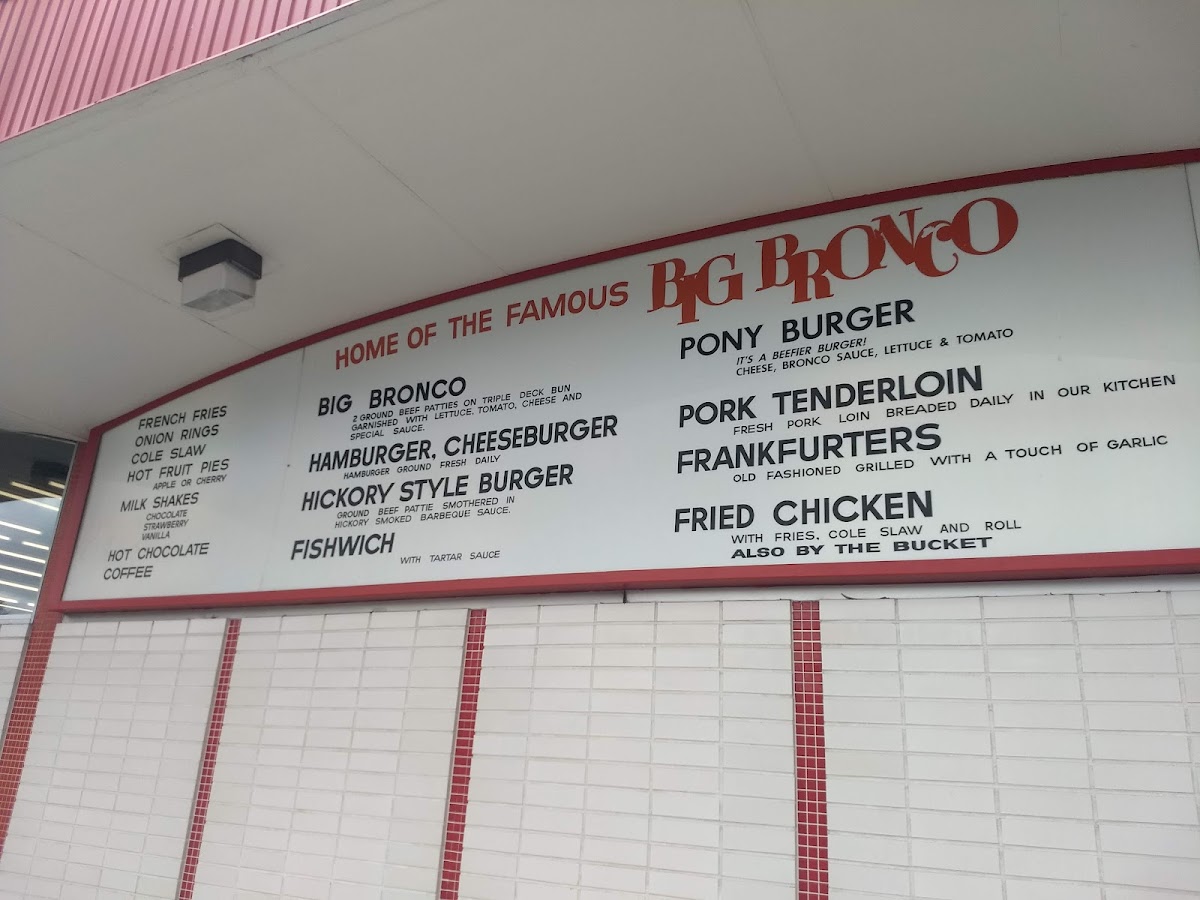 HOME OF THE FAMOUS BIG BRONCO
FRENCH FRIES
ONION RINGS
COLE SLAW
HOT FRUIT PIES
APPLE OR CHERRY
MILK SHAKES
CHOCOLATE
STRAWBERRY
VANILLA
HOT CHOCOLATE
COFFEE
BIG BRONCO
2 GROUND BEEF PATTIES ON TRIPLE DECK BUN
GARNISHED WITH LETTUCE, TOMATO, CHEESE AND
SPECIAL SAUCE.
HAMBURGER, CHEESEBURGER
HAMBURGER GROUND FRESH DAILY
HICKORY STYLE BURGER
GROUND BEEF PATTIE SMOTHERED IN
HICKORY SMOKED BARBEQUE SAUCE.
FISHWICH WITH TARTAR SAUCE
PONY BURGER
IT'S A BEEFIER BURGER!
CHEESE, BRONCO SAUCE, LETTUCE & TOMATO
PORK TENDERLOIN
FRESH PORK LOIN BREADED DAILY IN OUR KITCHEN
FRANKFURTERS
OLD FASHIONED GRILLED WITH A TOUCH OF GARLIC
FRIED CHICKEN
WITH FRIES, COLE SLAW AND ROLL
ALSO BY THE BUCKET